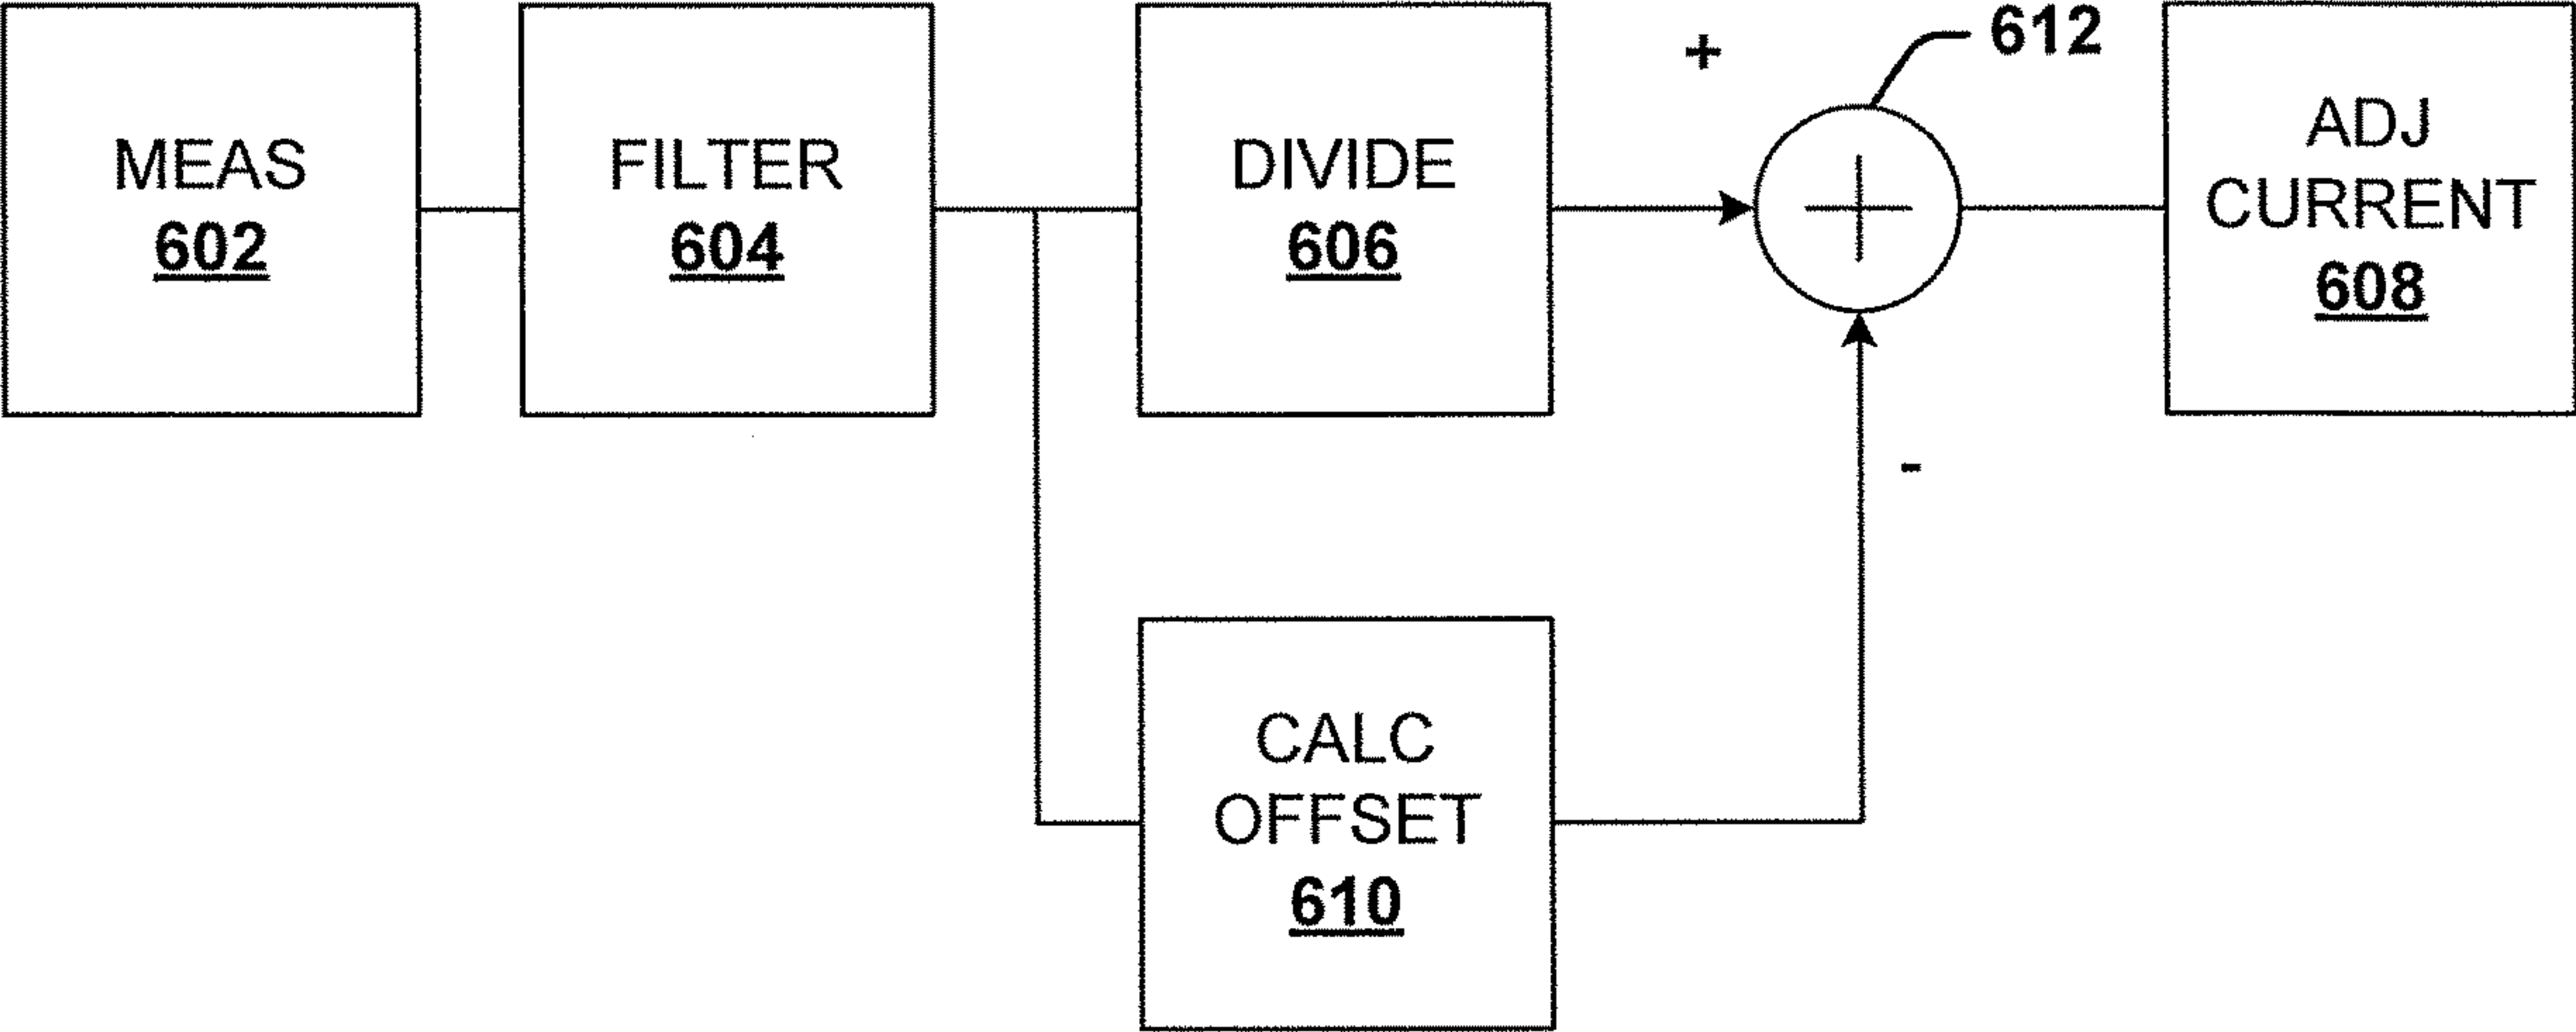 MEAS
602
FILTER
604
DIVIDE
606
+
612
ADJ
CURRENT
608
-
CALC
OFFSET
610